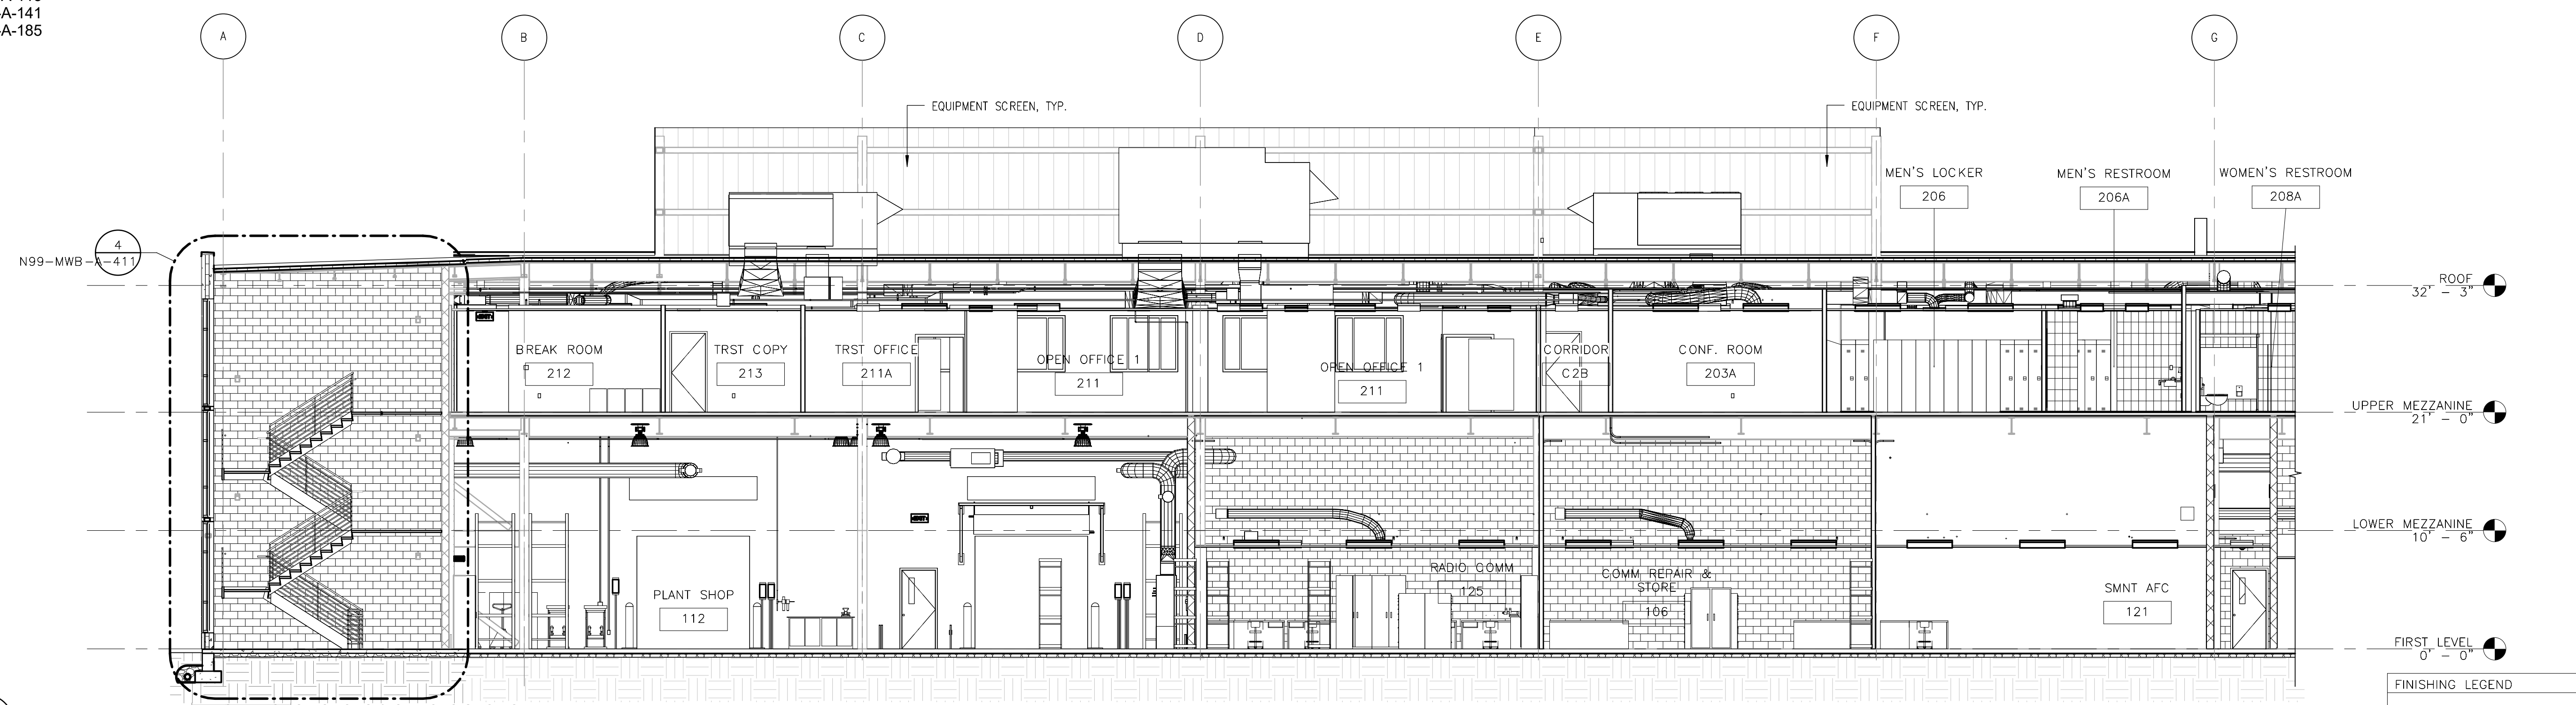 -A-141
-A-185
A
B
C
D
E
F
G
EQUIPMENT SCREEN, TYP.
EQUIPMENT SCREEN, TYP.
MEN'S LOCKER
206
MEN'S RESTROOM
206A
WOMEN'S RESTROOM
208A
4
N99-MWB-A-411
ROOF
32' - 3"
BREAK ROOM
212
TRST COPY
213
TRST OFFICE
211A
OPEN OFFICE 1
211
OPEN OFFICE 1
211
CORRIDOR
C2B
CONF. ROOM
203A
UPPER MEZZANINE
21' - 0"
LOWER MEZZANINE
10' - 6"
PLANT SHOP
112
RADIO COMM
125
COMM REPAIR &
STORE
106
SMNT AFC
121
FIRST LEVEL
0' - 0"
FINISHING LEGEND